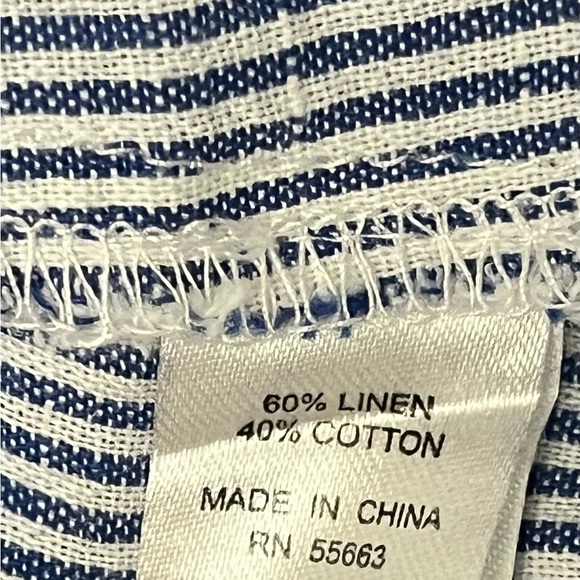 60% LINEN
40% COTTON
MADE IN CHINA
RN 55663